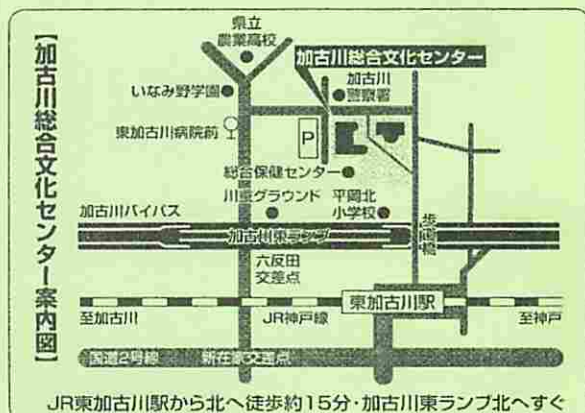 【加古川総合文化センター案内図】
県立
農業高校
加古川総合文化センター
いなみ野学園
加古川
警察署
東加古川病院前
P
総合保健センター
川重グラウンド
平岡北
小学校
加古川バイパス
加古川東ランプ
歩道橋
六反田
交差点
東加古川駅
至加古川
JR神戸線
至神戸
国道2号線
新在家交差点
JR東加古川駅から北へ徒歩約15分・加古川東ランプ北へすぐ